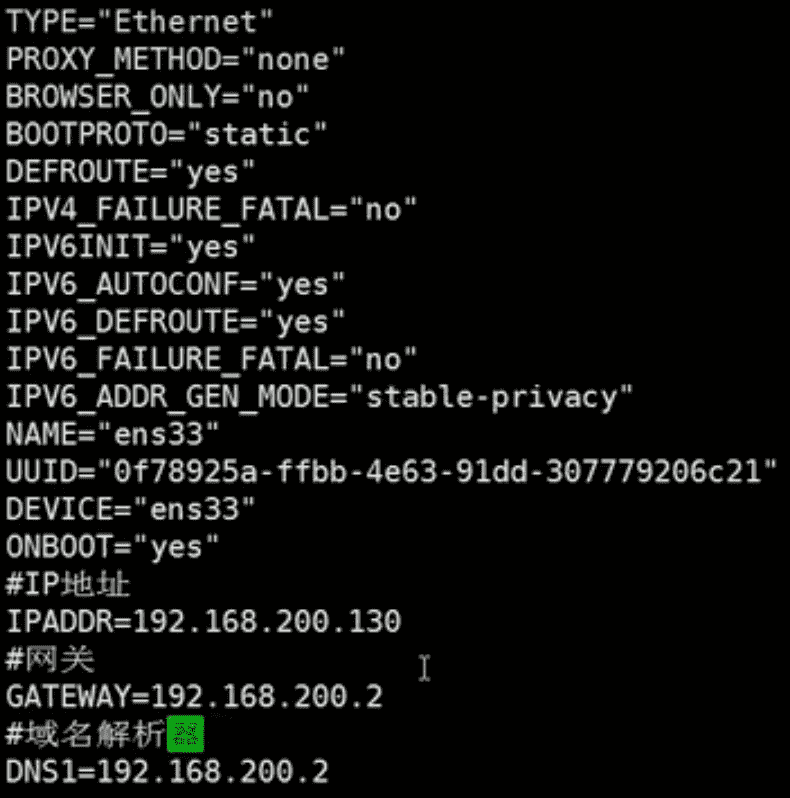 TYPE="Ethernet"
PROXY_METHOD="none"
BROWSER_ONLY="no"
BOOTPROTO="static"
DEFROUTE="yes"
IPV4_FAILURE_FATAL="no"
IPV6INIT="yes"
IPV6_AUTOCONF="yes"
IPV6_DEFROUTE="yes"
IPV6_FAILURE_FATAL="no"
IPV6_ADDR_GEN_MODE="stable-privacy"
NAME="ens33"
UUID="0f78925a-ffbb-4e63-91dd-307779206c21"
DEVICE="ens33"
ONBOOT="yes"
#IP地址
IPADDR=192.168.200.130
#网关
GATEWAY=192.168.200.2
#域名解析器
DNS1=192.168.200.2